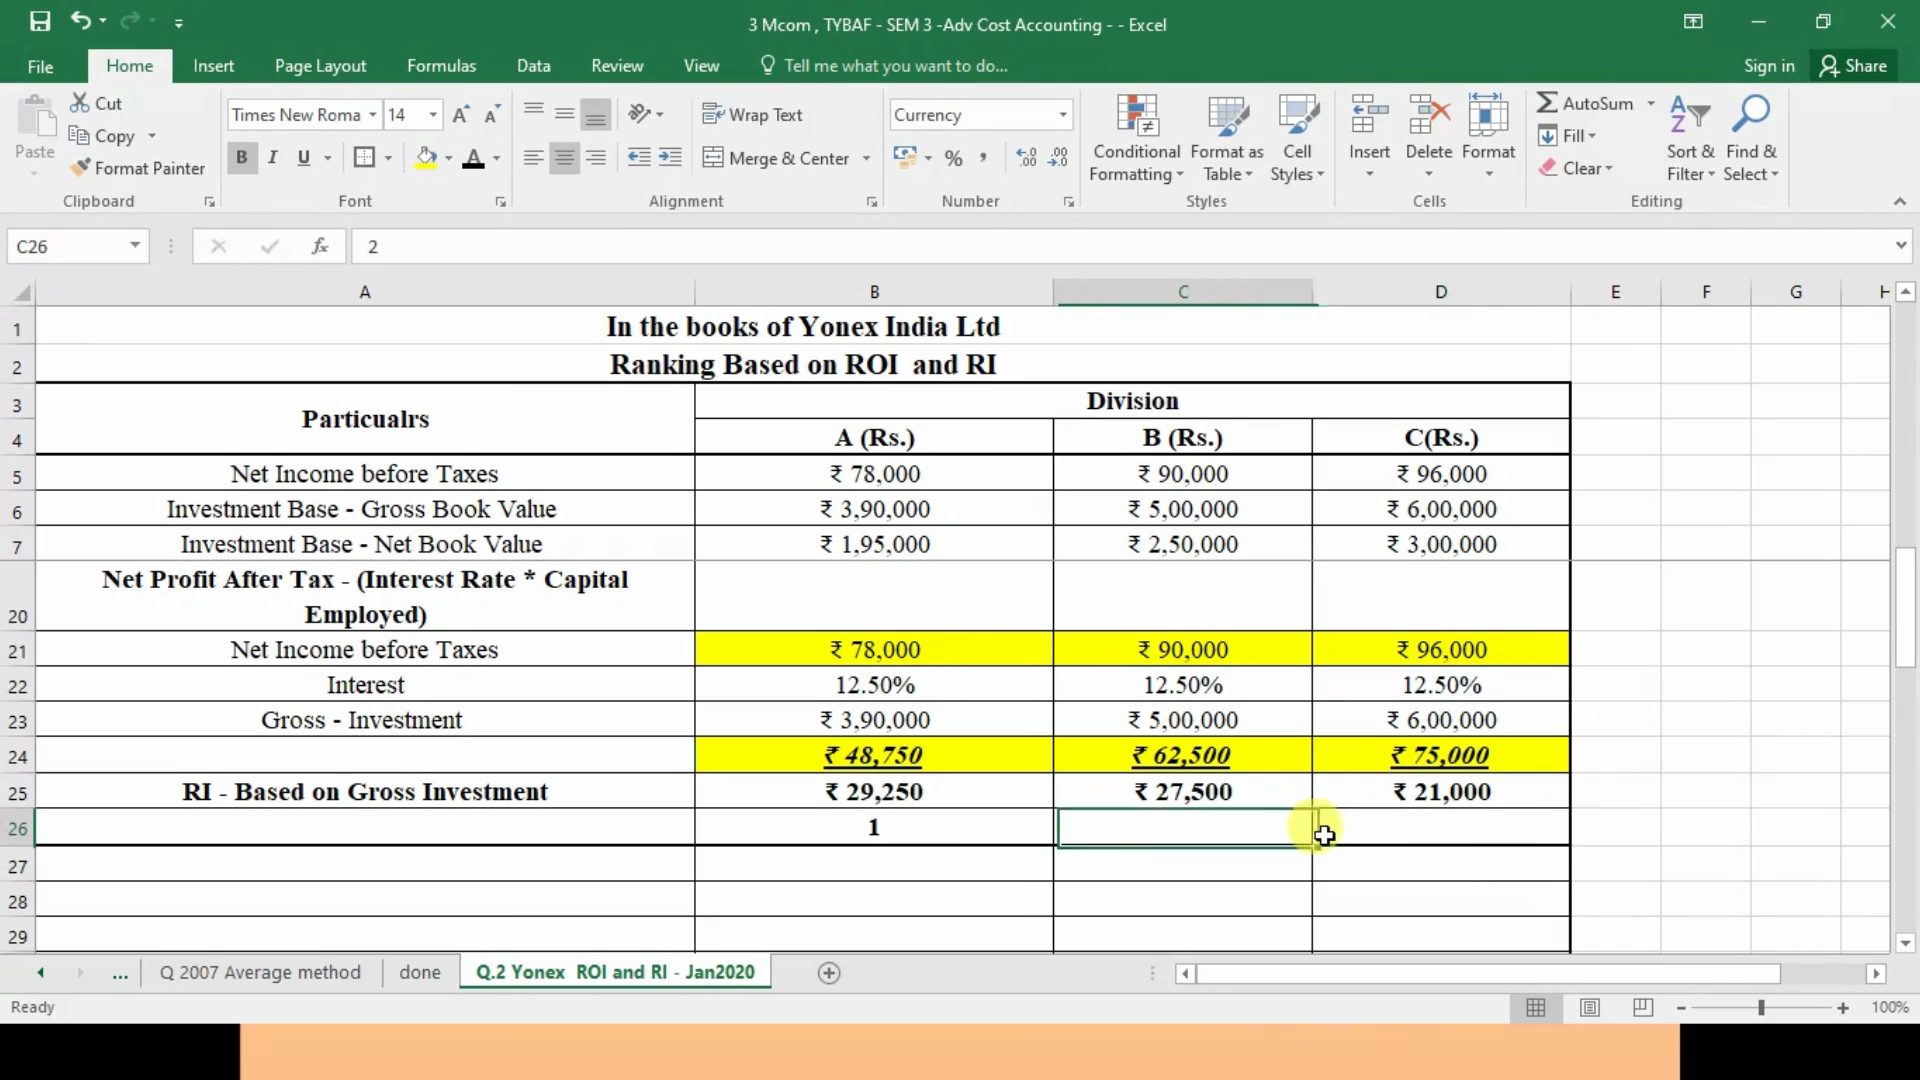 3 Mcom , TYBAF - SEM 3 -Adv Cost Accounting - - Excel
File Home Insert Page Layout Formulas Data Review View Tell me what you want to do... Sign in Share
Paste Cut Copy Format Painter
Clipboard
Times New Roma 14
B I U A
Font
Wrap Text
Merge & Center
Alignment
Currency
% ,
Number
Conditional Formatting
Format as Table
Cell Styles
Styles
Insert Delete Format
Cells
AutoSum
Fill
Clear
Sort & Filter
Find & Select
Editing
C26 fx 2
A B C D E F G H
1 In the books of Yonex India Ltd
2 Ranking Based on ROI and RI
3 Particualrs Division
4 A (Rs.) B (Rs.) C(Rs.)
5 Net Income before Taxes ₹ 78,000 ₹ 90,000 ₹ 96,000
6 Investment Base - Gross Book Value ₹ 3,90,000 ₹ 5,00,000 ₹ 6,00,000
7 Investment Base - Net Book Value ₹ 1,95,000 ₹ 2,50,000 ₹ 3,00,000
Net Profit After Tax - (Interest Rate * Capital
20 Employed)
21 Net Income before Taxes ₹ 78,000 ₹ 90,000 ₹ 96,000
22 Interest 12.50% 12.50% 12.50%
23 Gross - Investment ₹ 3,90,000 ₹ 5,00,000 ₹ 6,00,000
24 ₹ 48,750 ₹ 62,500 ₹ 75,000
25 RI - Based on Gross Investment ₹ 29,250 ₹ 27,500 ₹ 21,000
26 1
27
28
29
... Q 2007 Average method done Q.2 Yonex ROI and RI - Jan2020
Ready 100%